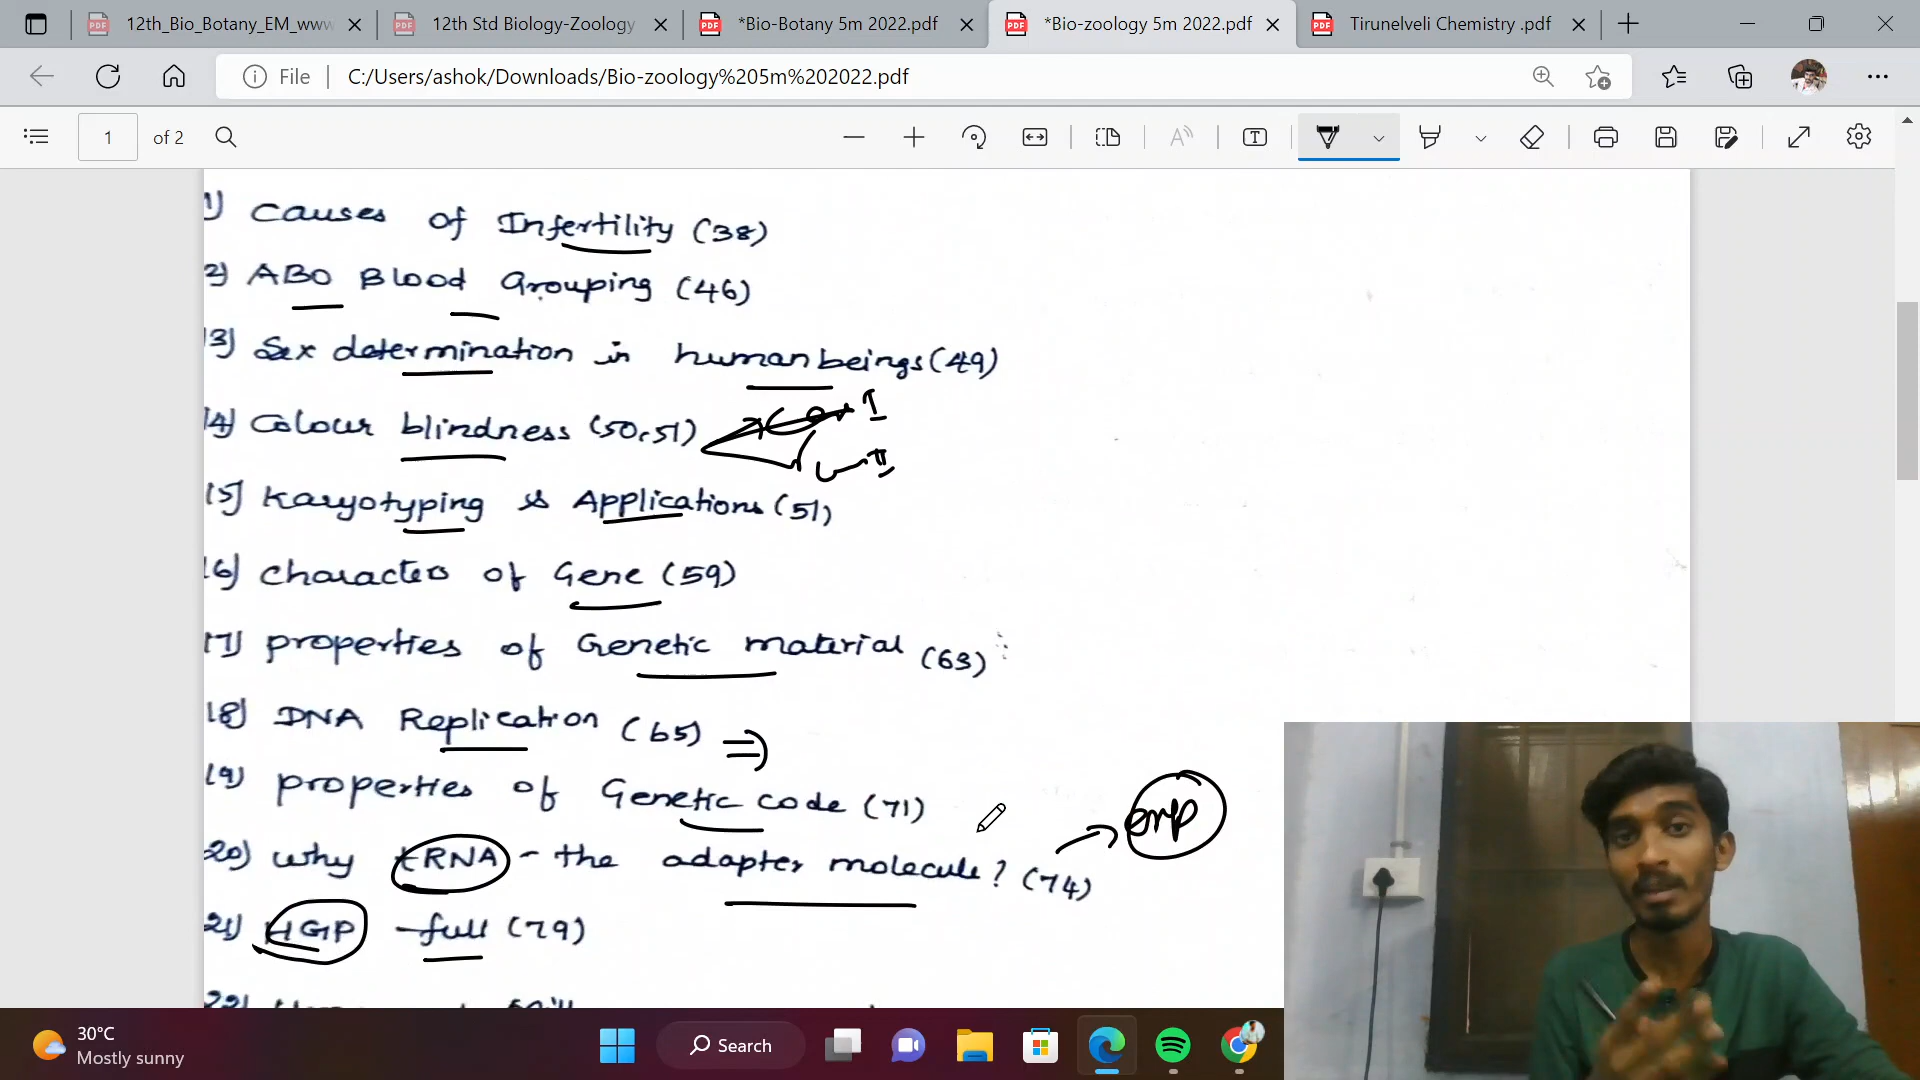 12th_Bio_Botany_EM_www
12th Std Biology-Zoology
*Bio-Botany 5m 2022.pdf
*Bio-zoology 5m 2022.pdf
Tirunelveli Chemistry .pdf
File
C:/Users/ashok/Downloads/Bio-zoology%205m%202022.pdf
1 of 2
1) Causes of Infertility (38)
2) ABO Blood Grouping (46)
13) Sex determination in human beings (49)
I
14) Colour blindness (50,51)
II
15) Karyotyping & Applications (51)
16) Characters of Gene (59)
17) properties of Genetic material (63)
18) DNA Replication (65) ⇒
19) properties of Genetic code (71)
20) why tRNA - the adapter molecule? (74)
21) HGP - full (79)
30°C
Mostly sunny
Search